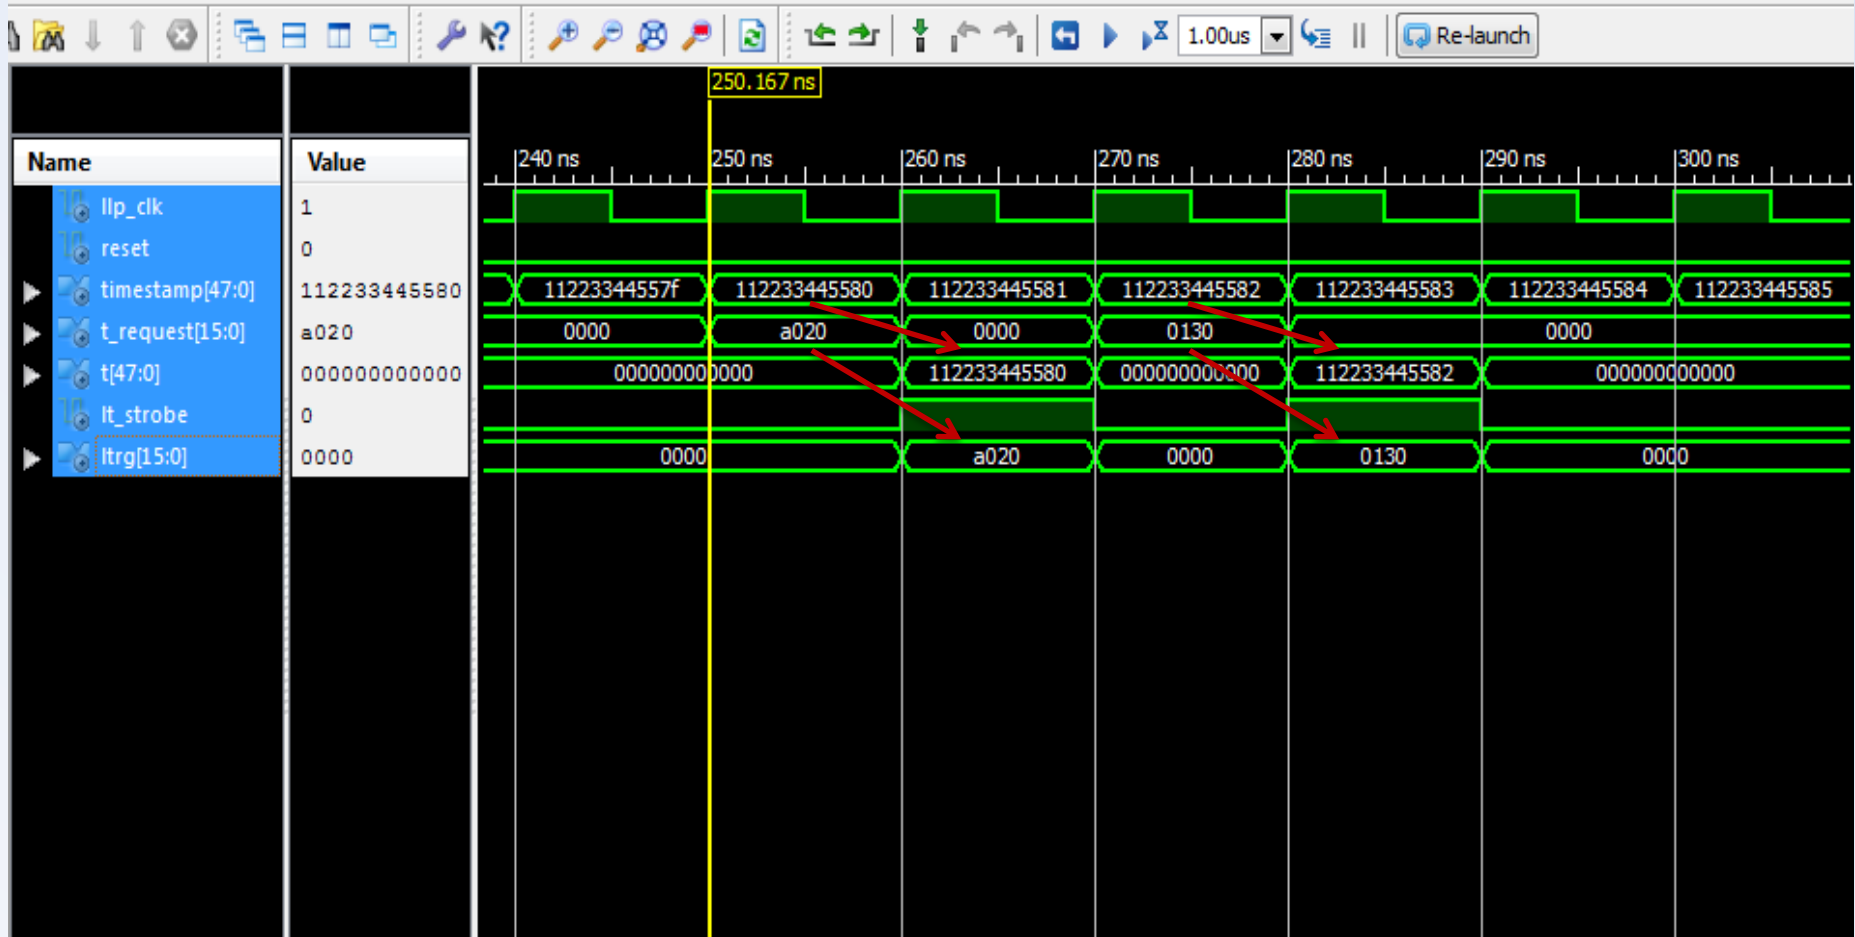 1.00us Re-launch
250.167 ns
Name Value 240 ns 250 ns 260 ns 270 ns 280 ns 290 ns 300 ns
llp_clk 1
reset 0
timestamp[47:0] 112233445580 11223344557f 112233445580 112233445581 112233445582 112233445583 112233445584 112233445585
t_request[15:0] a020 0000 a020 0000 0130 0000
t[47:0] 000000000000 000000000000 112233445580 000000000000 112233445582 000000000000
lt_strobe 0
ltrg[15:0] 0000 0000 a020 0000 0130 0000